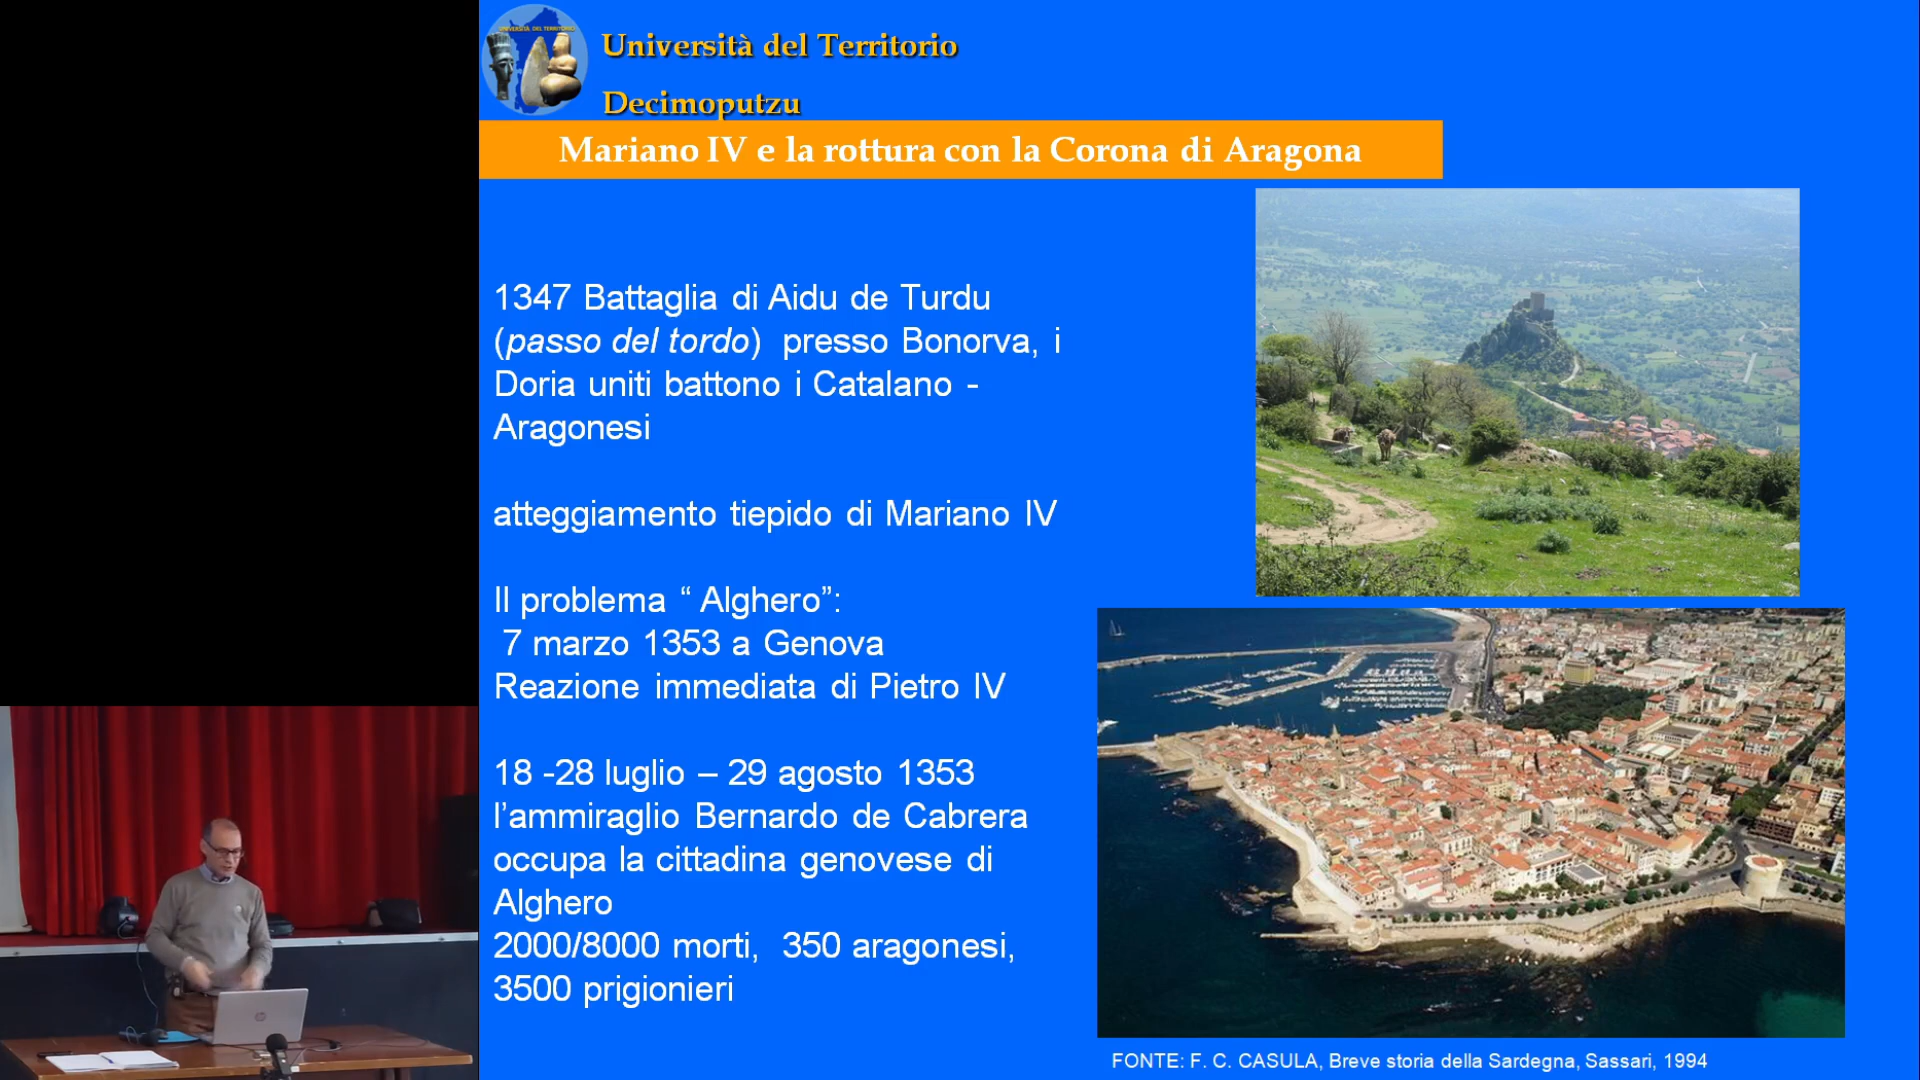 UNIVERSITÀ DEL TERRITORIO
Università del Territorio
Decimoputzu
Mariano IV e la rottura con la Corona di Aragona
1347 Battaglia di Aidu de Turdu
(passo del tordo) presso Bonorva, i
Doria uniti battono i Catalano -
Aragonesi
atteggiamento tiepido di Mariano IV
Il problema “ Alghero”:
7 marzo 1353 a Genova
Reazione immediata di Pietro IV
18 -28 luglio – 29 agosto 1353
l’ammiraglio Bernardo de Cabrera
occupa la cittadina genovese di
Alghero
2000/8000 morti, 350 aragonesi,
3500 prigionieri
FONTE: F. C. CASULA, Breve storia della Sardegna, Sassari, 1994
hp